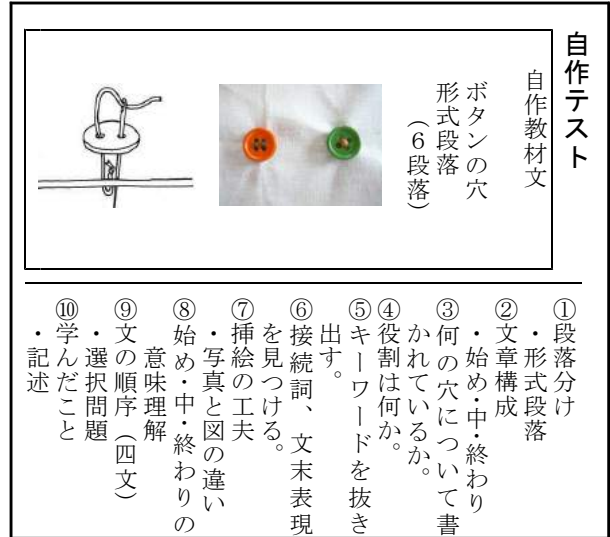 自作テスト
自作教材文
ボタンの穴
形式段落
（６段落）
①段落分け
・形式段落
②文章構成
・始め・中・終わり
③何の穴について書
かれているか。
④役割は何か。
⑤キーワードを抜き
出す。
⑥接続詞、文末表現
を見つける。
⑦挿絵の工夫
・写真と図の違い
⑧始め・中・終わりの
意味理解
⑨文の順序（四文）
・選択問題
⑩学んだこと
・記述